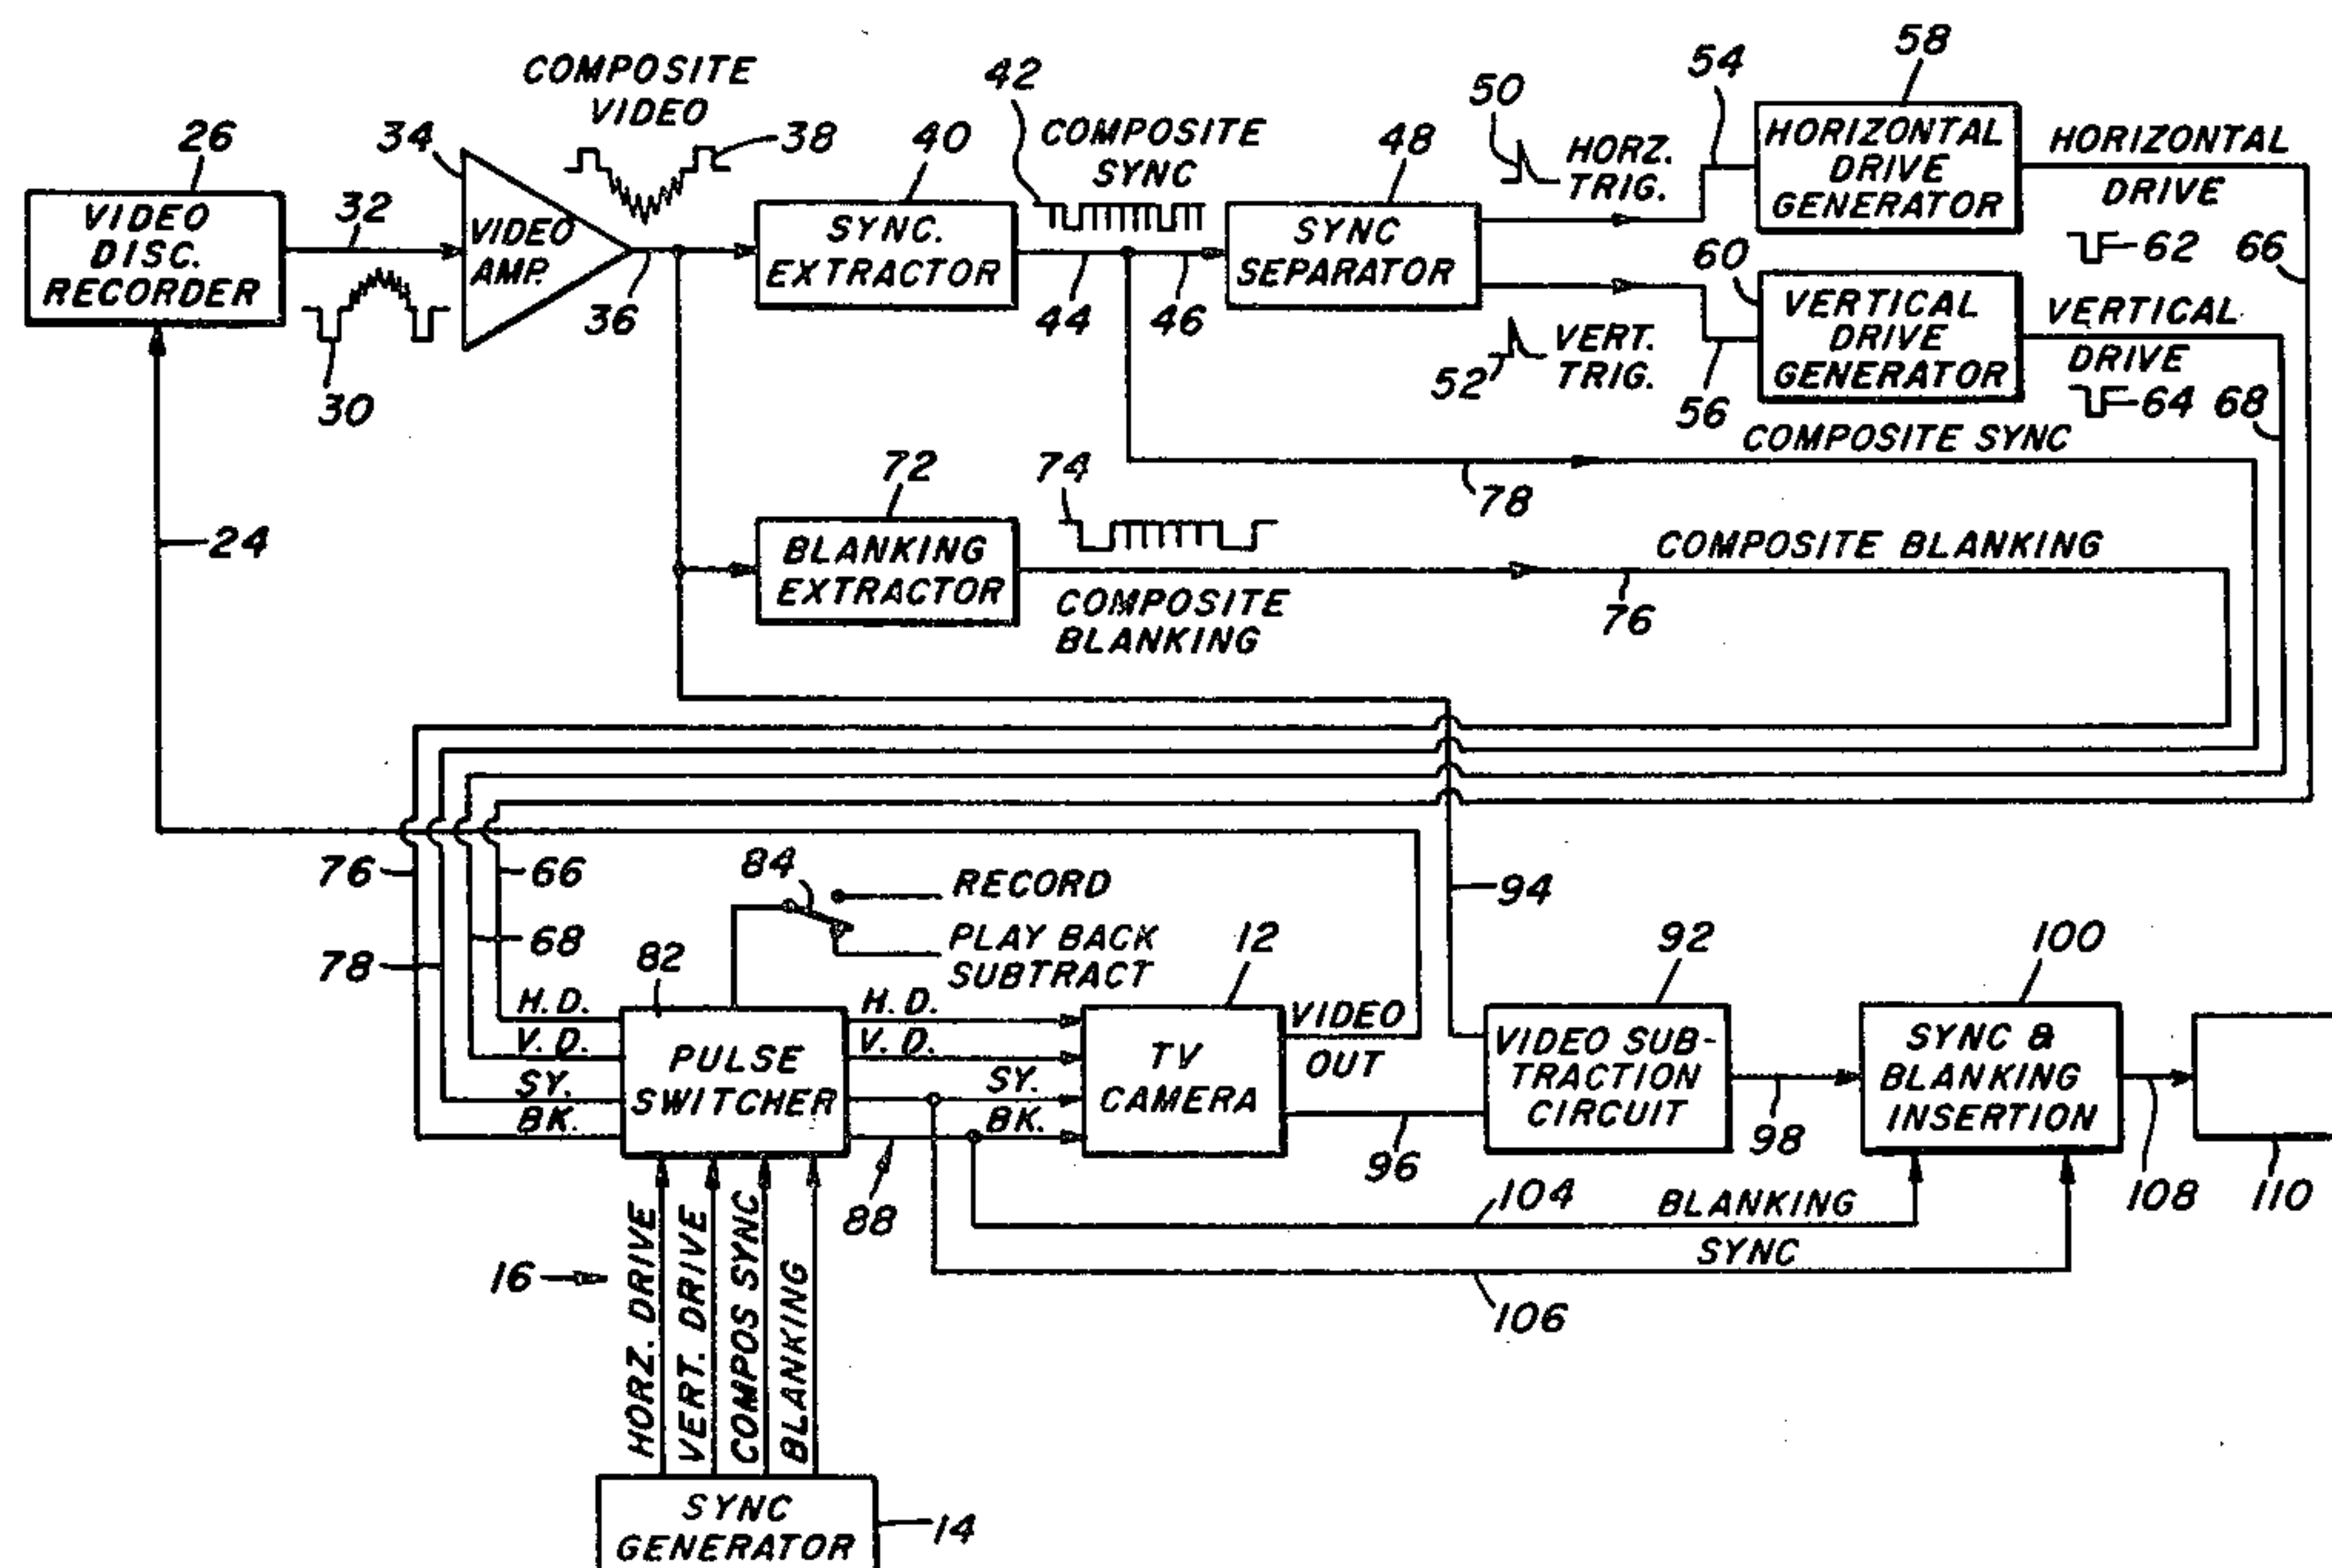 58
54
42
50
COMPOSITE
VIDEO
26
34
38
40
COMPOSITE
SYNC
48
HORZ.
TRIG.
HORIZONTAL
DRIVE
GENERATOR
HORIZONTAL
DRIVE
32
VIDEO
DISC.
RECORDER
VIDEO
AMP.
SYNC.
EXTRACTOR
SYNC
SEPARATOR
60
62
66
36
44
46
30
52
VERT.
TRIG.
56
VERTICAL
DRIVE
GENERATOR
VERTICAL
DRIVE
64
68
COMPOSITE SYNC
72
74
78
24
BLANKING
EXTRACTOR
COMPOSITE
BLANKING
COMPOSITE BLANKING
76
76
66
84
RECORD
94
68
78
82
PLAY BACK
SUBTRACT
12
92
100
H.D.
V.D.
SY.
BK.
PULSE
SWITCHER
H.D.
V.D.
SY.
BK.
TV
CAMERA
VIDEO
OUT
VIDEO SUB-
TRACTION
CIRCUIT
SYNC &
BLANKING
INSERTION
96
98
108
110
88
104
BLANKING
SYNC
106
16
HORZ. DRIVE
VERT. DRIVE
COMPOS SYNC
BLANKING
SYNC
GENERATOR
14